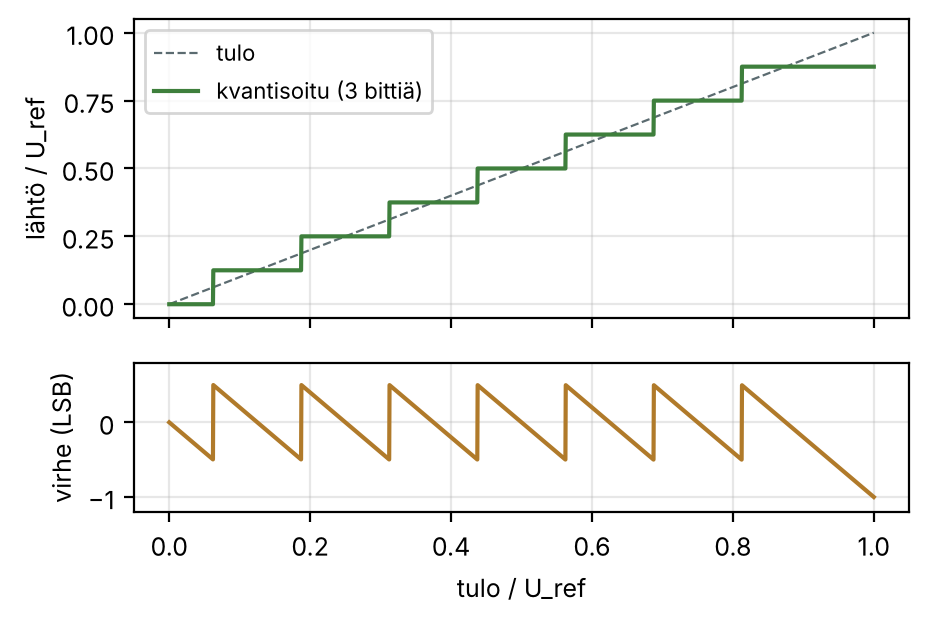 tulo
kvantisoitu (3 bittiä)
lähtö / U_ref
1.00
0.75
0.50
0.25
0.00
virhe (LSB)
0
−1
0.0 0.2 0.4 0.6 0.8 1.0
tulo / U_ref